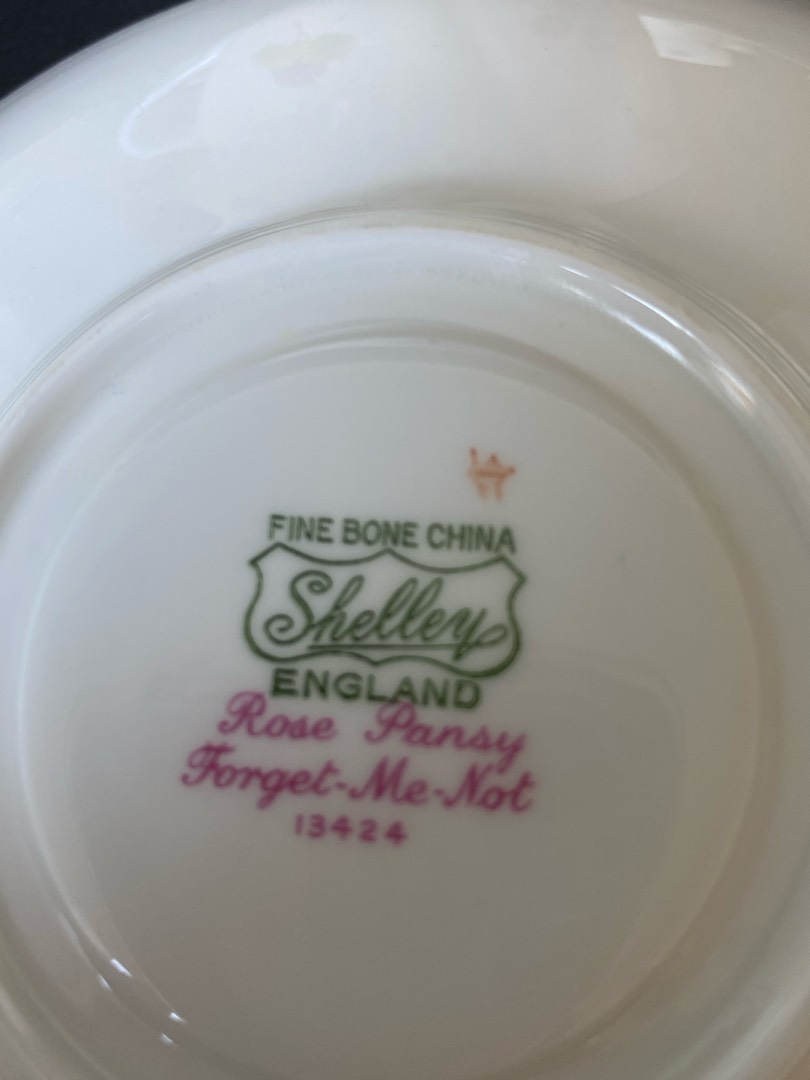 FINE BONE CHINA
Shelley
ENGLAND
Rose Pansy
Forget-Me-Not
13424